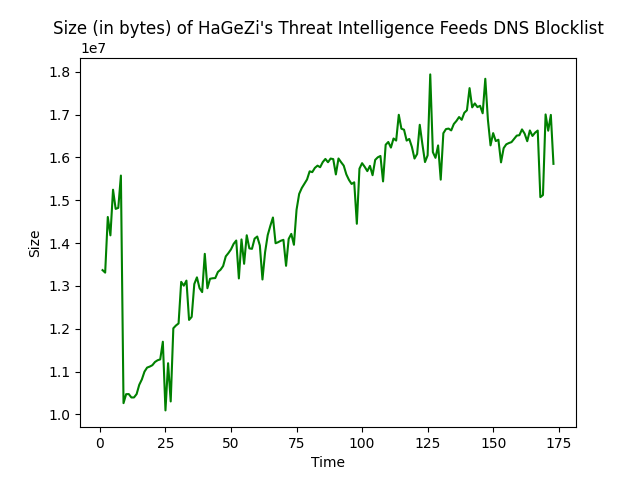 Size (in bytes) of HaGeZi's Threat Intelligence Feeds DNS Blocklist
1e7
1.8
1.7
1.6
1.5
1.4
1.3
1.2
1.1
1.0
Size
0 25 50 75 100 125 150 175
Time